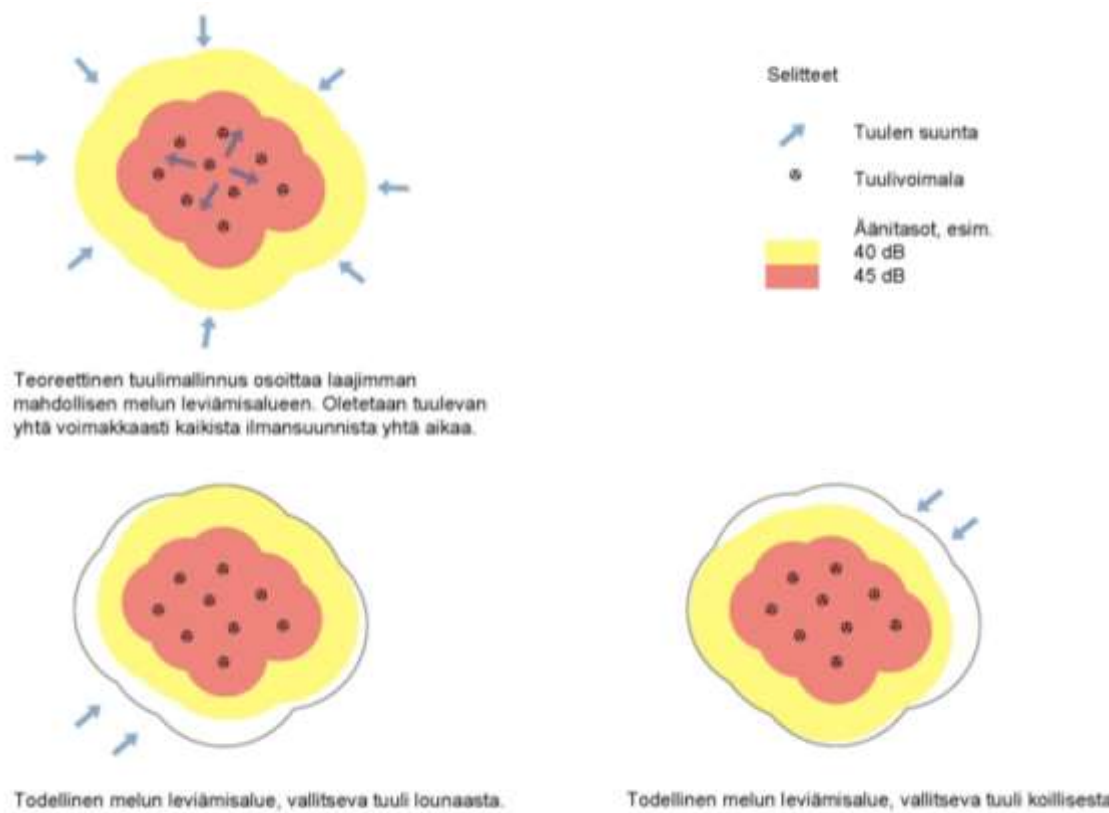 Selitteet
Tuulen suunta
Tuulivoimala
Äänitasot, esim.
40 dB
45 dB
Teoreettinen tuulimallinnus osoittaa laajimman
mahdollisen melun leviämisalueen. Oletetaan tuulevan
yhtä voimakkaasti kaikista ilmansuunnista yhtä aikaa.
Todellinen melun leviämisalue, vallitseva tuuli lounaasta.
Todellinen melun leviämisalue, vallitseva tuuli koillisesta